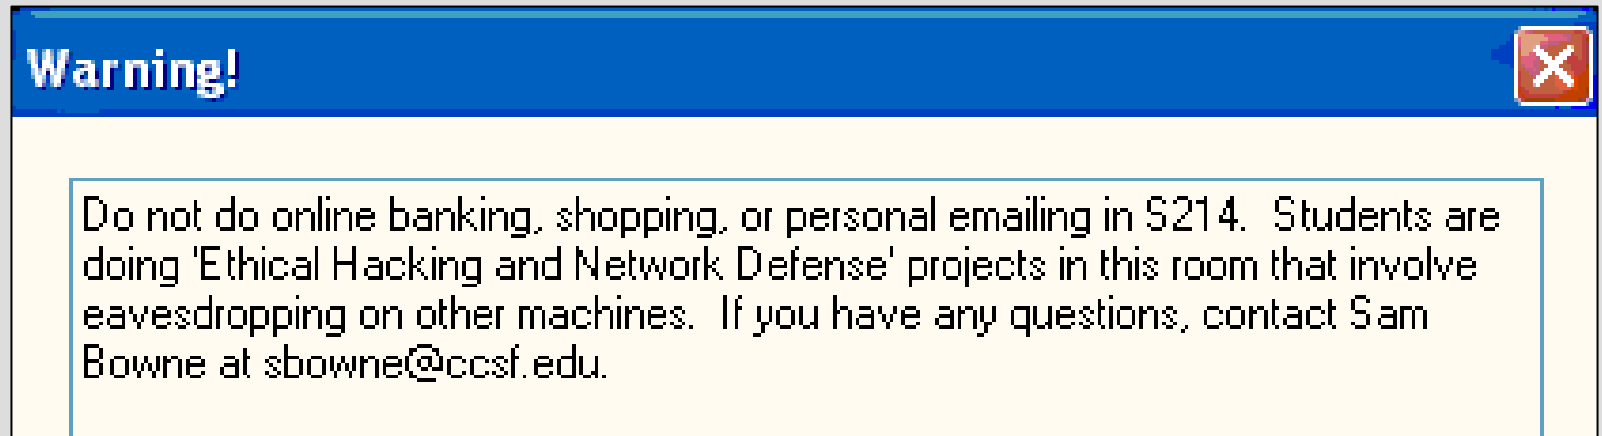 Warning!
Do not do online banking, shopping, or personal emailing in S214.  Students are
doing 'Ethical Hacking and Network Defense' projects in this room that involve
eavesdropping on other machines.  If you have any questions, contact Sam
Bowne at sbowne@ccsf.edu.